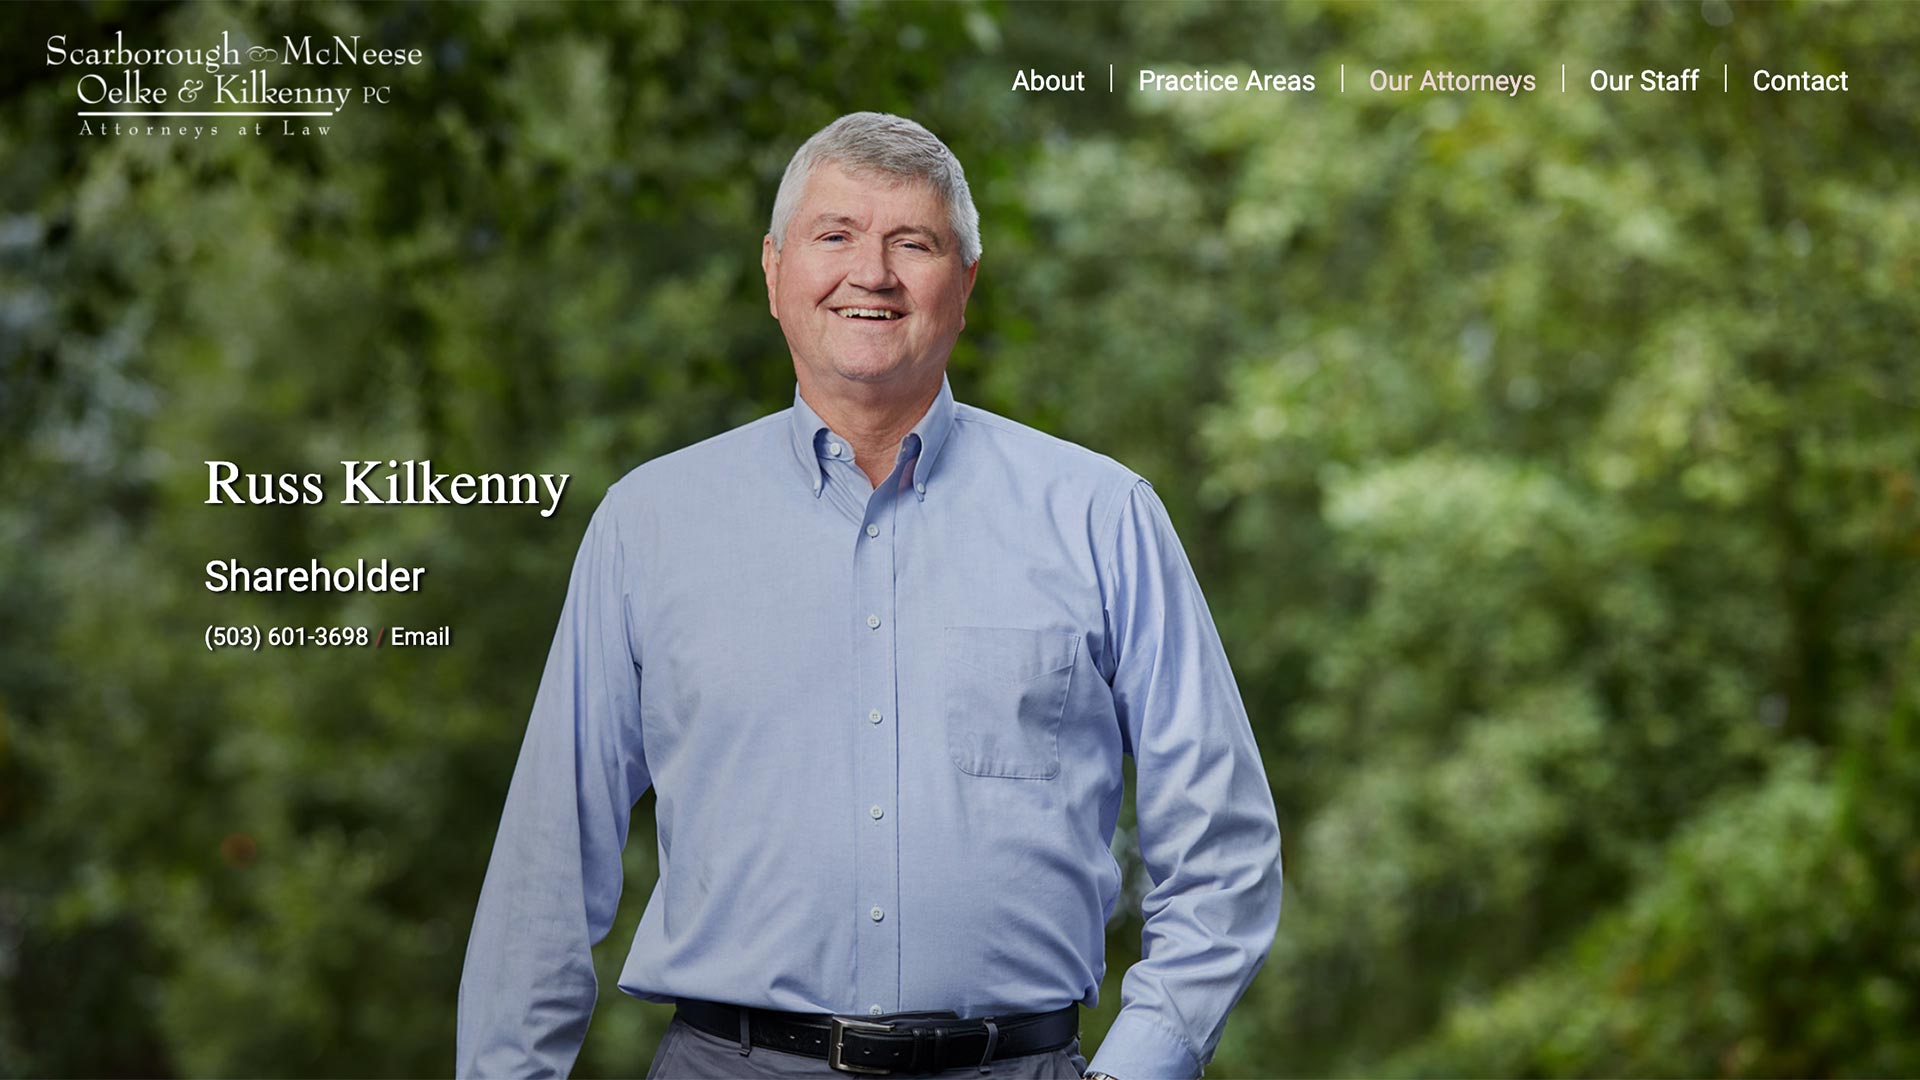 Scarborough McNeese
Oelke & Kilkenny PC
Attorneys at Law
About | Practice Areas | Our Attorneys | Our Staff | Contact
Russ Kilkenny
Shareholder
(503) 601-3698 / Email